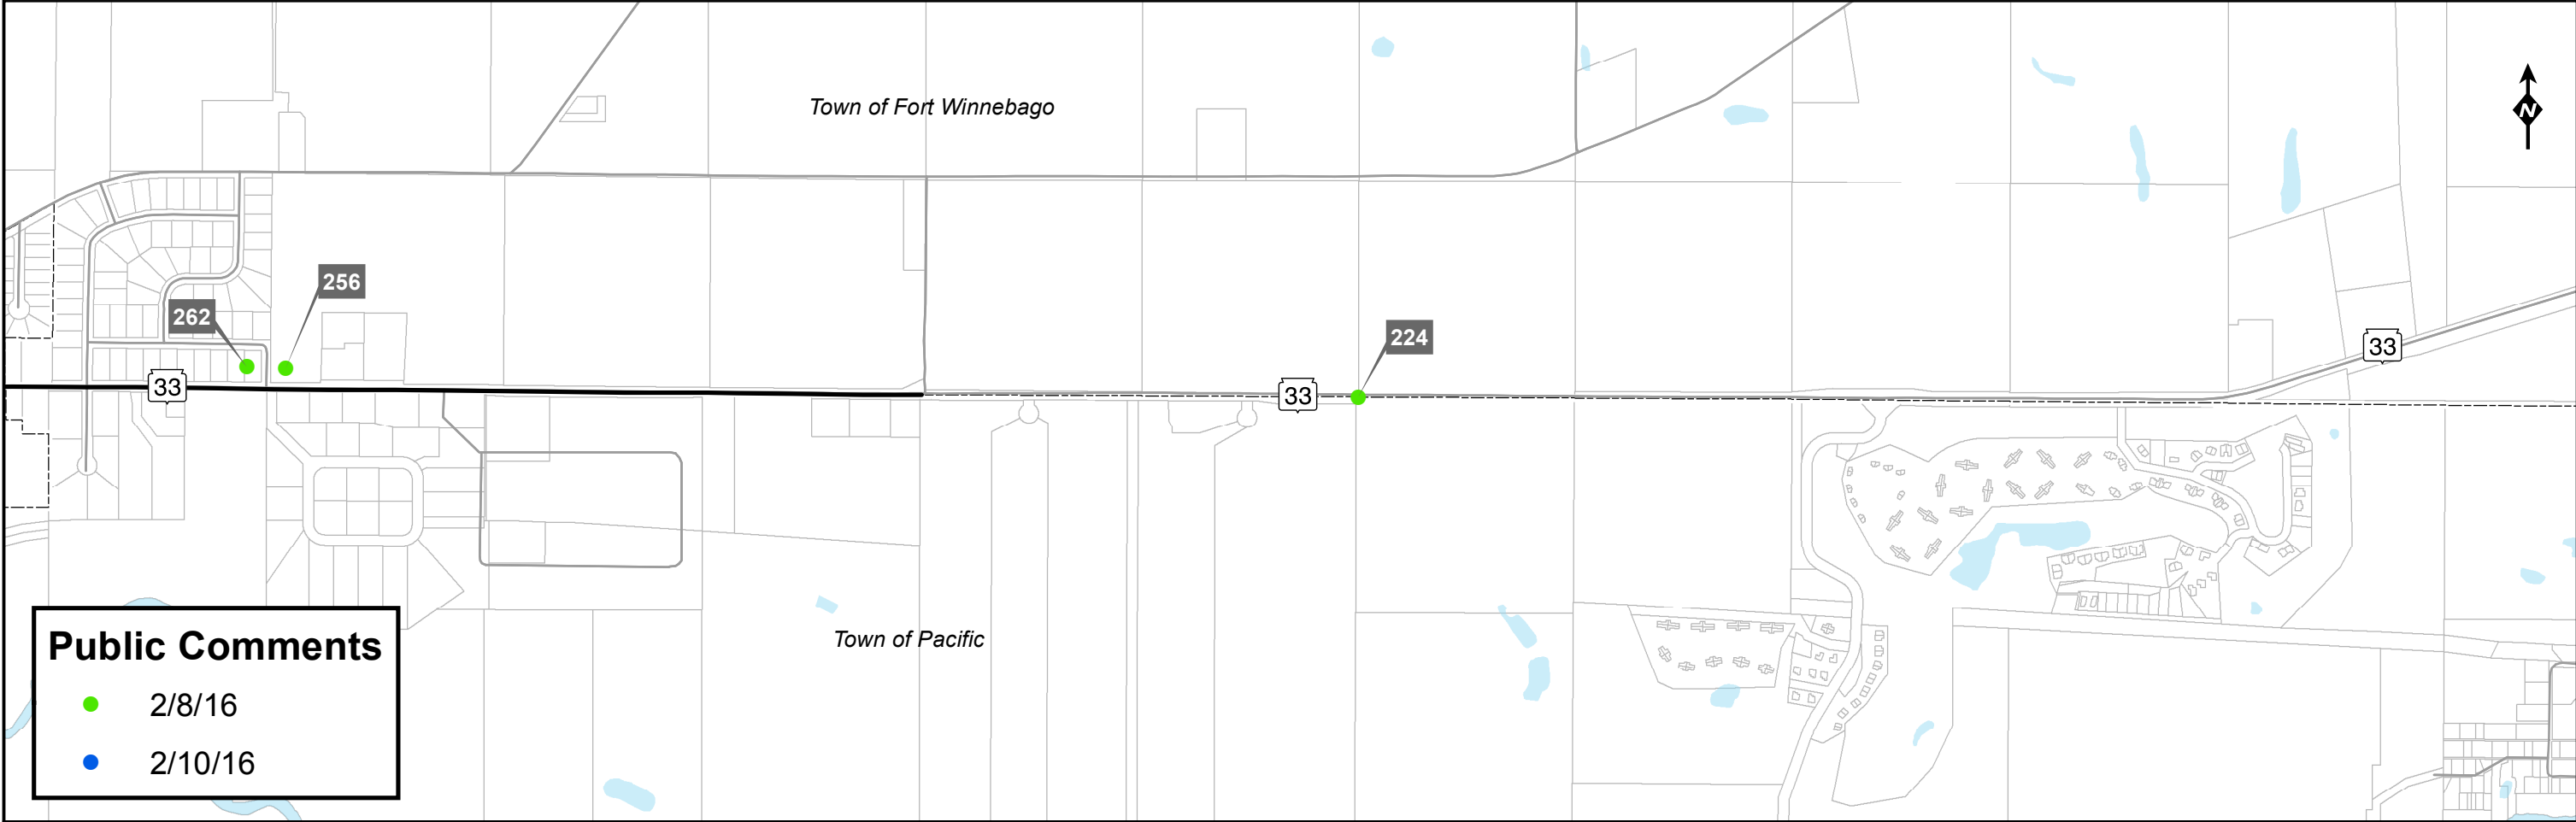 Town of Fort Winnebago
N
256
262
224
33
33
33
Town of Pacific
Public Comments
2/8/16
2/10/16